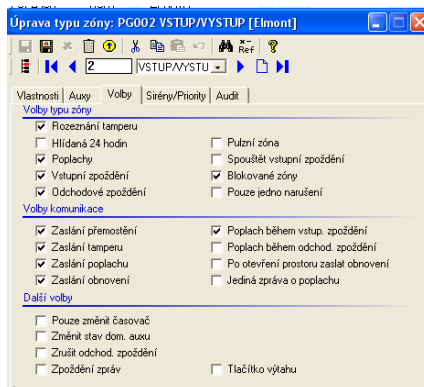 Úprava typu zóny: PG002 VSTUP/VYSTUP [Elmont]
x- Ref ?
2 VSTUP/VYSTU
Vlastnosti Auxy Volby Sirény/Priority Audit
Volby typu zóny
Rozeznání tamperu
Hlídaná 24 hodin Pulzní zóna
Poplachy Spouštět vstupní zpoždění
Vstupní zpoždění Blokované zóny
Odchodové zpoždění Pouze jedno narušení
Volby komunikace
Zaslání přemostění Poplach během vstup. zpoždění
Zaslání tamperu Poplach během odchod. zpoždění
Zaslání poplachu Po otevření prostoru zaslat obnovení
Zaslání obnovení Jediná zpráva o poplachu
Další volby
Pouze změnit časovač
Změnit stav dom. auxu
Zrušit odchod. zpoždění
Zpoždění zpráv Tlačítko výtahu